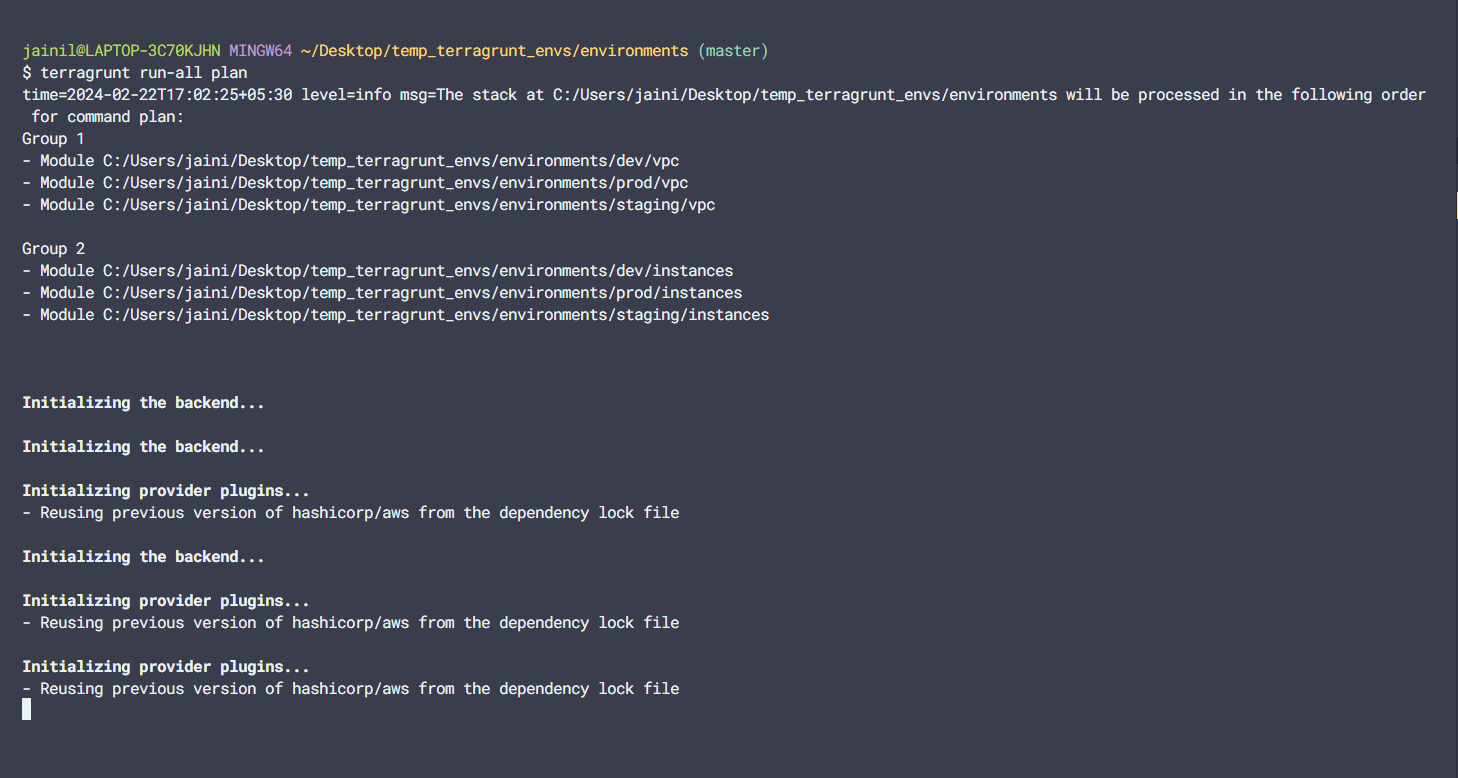 jainil@LAPTOP-3C70KJHN MINGW64 ~/Desktop/temp_terragrunt_envs/environments (master)
$ terragrunt run-all plan
time=2024-02-22T17:02:25+05:30 level=info msg=The stack at C:/Users/jaini/Desktop/temp_terragrunt_envs/environments will be processed in the following order
 for command plan:
Group 1
- Module C:/Users/jaini/Desktop/temp_terragrunt_envs/environments/dev/vpc
- Module C:/Users/jaini/Desktop/temp_terragrunt_envs/environments/prod/vpc
- Module C:/Users/jaini/Desktop/temp_terragrunt_envs/environments/staging/vpc
Group 2
- Module C:/Users/jaini/Desktop/temp_terragrunt_envs/environments/dev/instances
- Module C:/Users/jaini/Desktop/temp_terragrunt_envs/environments/prod/instances
- Module C:/Users/jaini/Desktop/temp_terragrunt_envs/environments/staging/instances
Initializing the backend...
Initializing the backend...
Initializing provider plugins...
- Reusing previous version of hashicorp/aws from the dependency lock file
Initializing the backend...
Initializing provider plugins...
- Reusing previous version of hashicorp/aws from the dependency lock file
Initializing provider plugins...
- Reusing previous version of hashicorp/aws from the dependency lock file